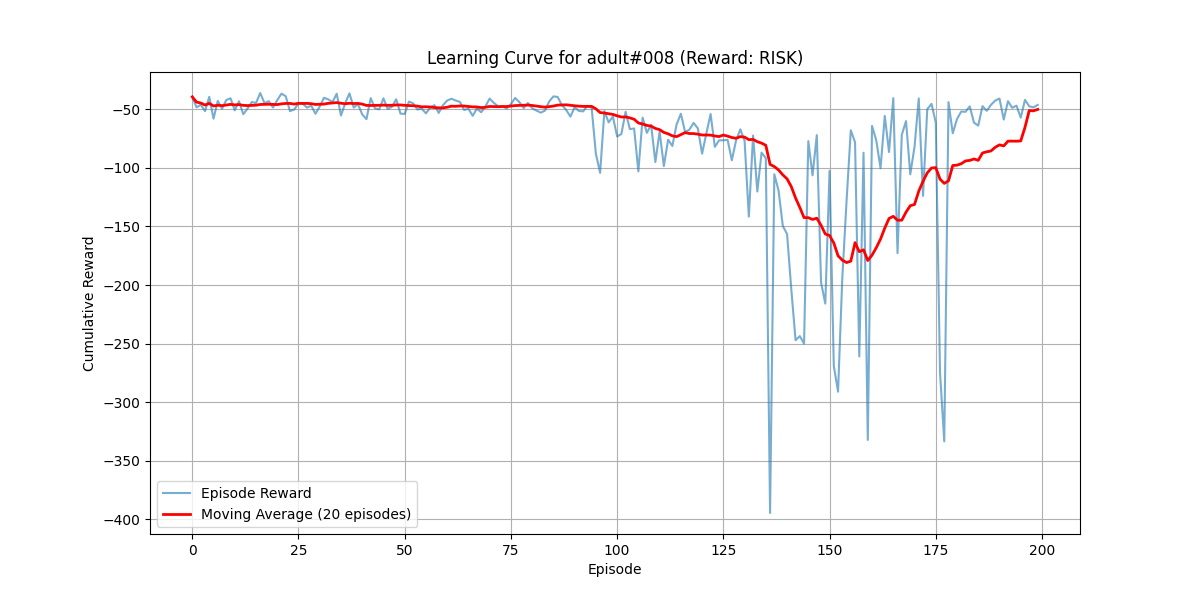 Learning Curve for adult#008 (Reward: RISK)
Cumulative Reward
−50
−100
−150
−200
−250
−300
−350
−400
Episode Reward
Moving Average (20 episodes)
0 25 50 75 100 125 150 175 200
Episode